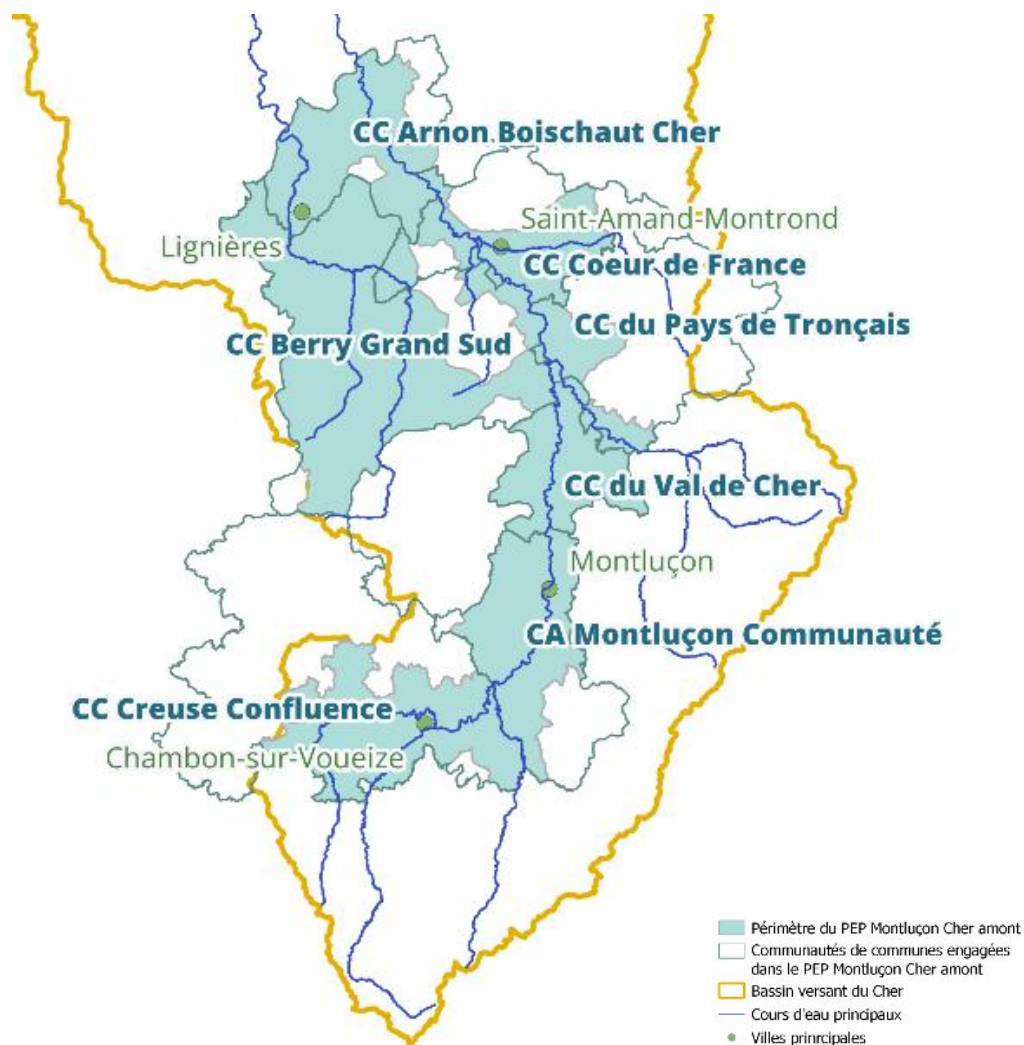 CC Arnon Boischaut Cher
Saint-Amand-Montrond
Lignières
CC Coeur de France
CC du Pays de Tronçais
CC Berry Grand Sud
CC du Val de Cher
Montluçon
CA Montluçon Communauté
CC Creuse Confluence
Chambon-sur-Voueize
Périmètre du PEP Montluçon Cher amont
Communautés de communes engagées
dans le PEP Montluçon Cher amont
Bassin versant du Cher
Cours d'eau principaux
Villes prinrcipales